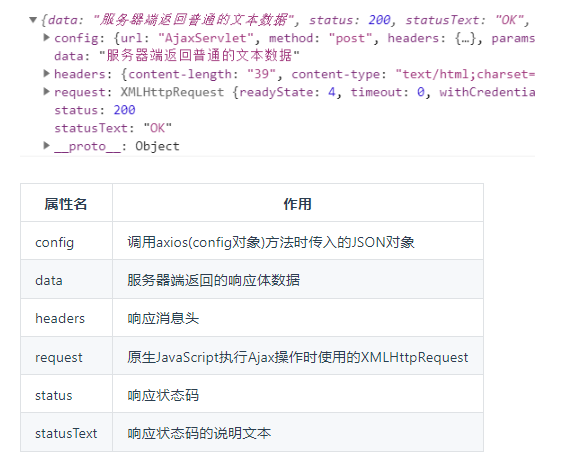 ▼{data: "服务器端返回普通的文本数据", status: 200, statusText: "OK",
▶config: {url: "AjaxServlet", method: "post", headers: {…}, params
data: "服务器端返回普通的文本数据"
▶headers: {content-length: "39", content-type: "text/html;charset=
▶request: XMLHttpRequest {readyState: 4, timeout: 0, withCredentia
status: 200
statusText: "OK"
▶__proto__: Object
属性名 作用
config 调用axios(config对象)方法时传入的JSON对象
data 服务器端返回的响应体数据
headers 响应消息头
request 原生JavaScript执行Ajax操作时使用的XMLHttpRequest
status 响应状态码
statusText 响应状态码的说明文本